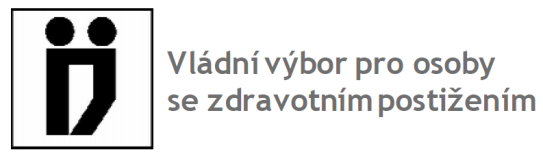 Vládní výbor pro osoby
se zdravotním postižením